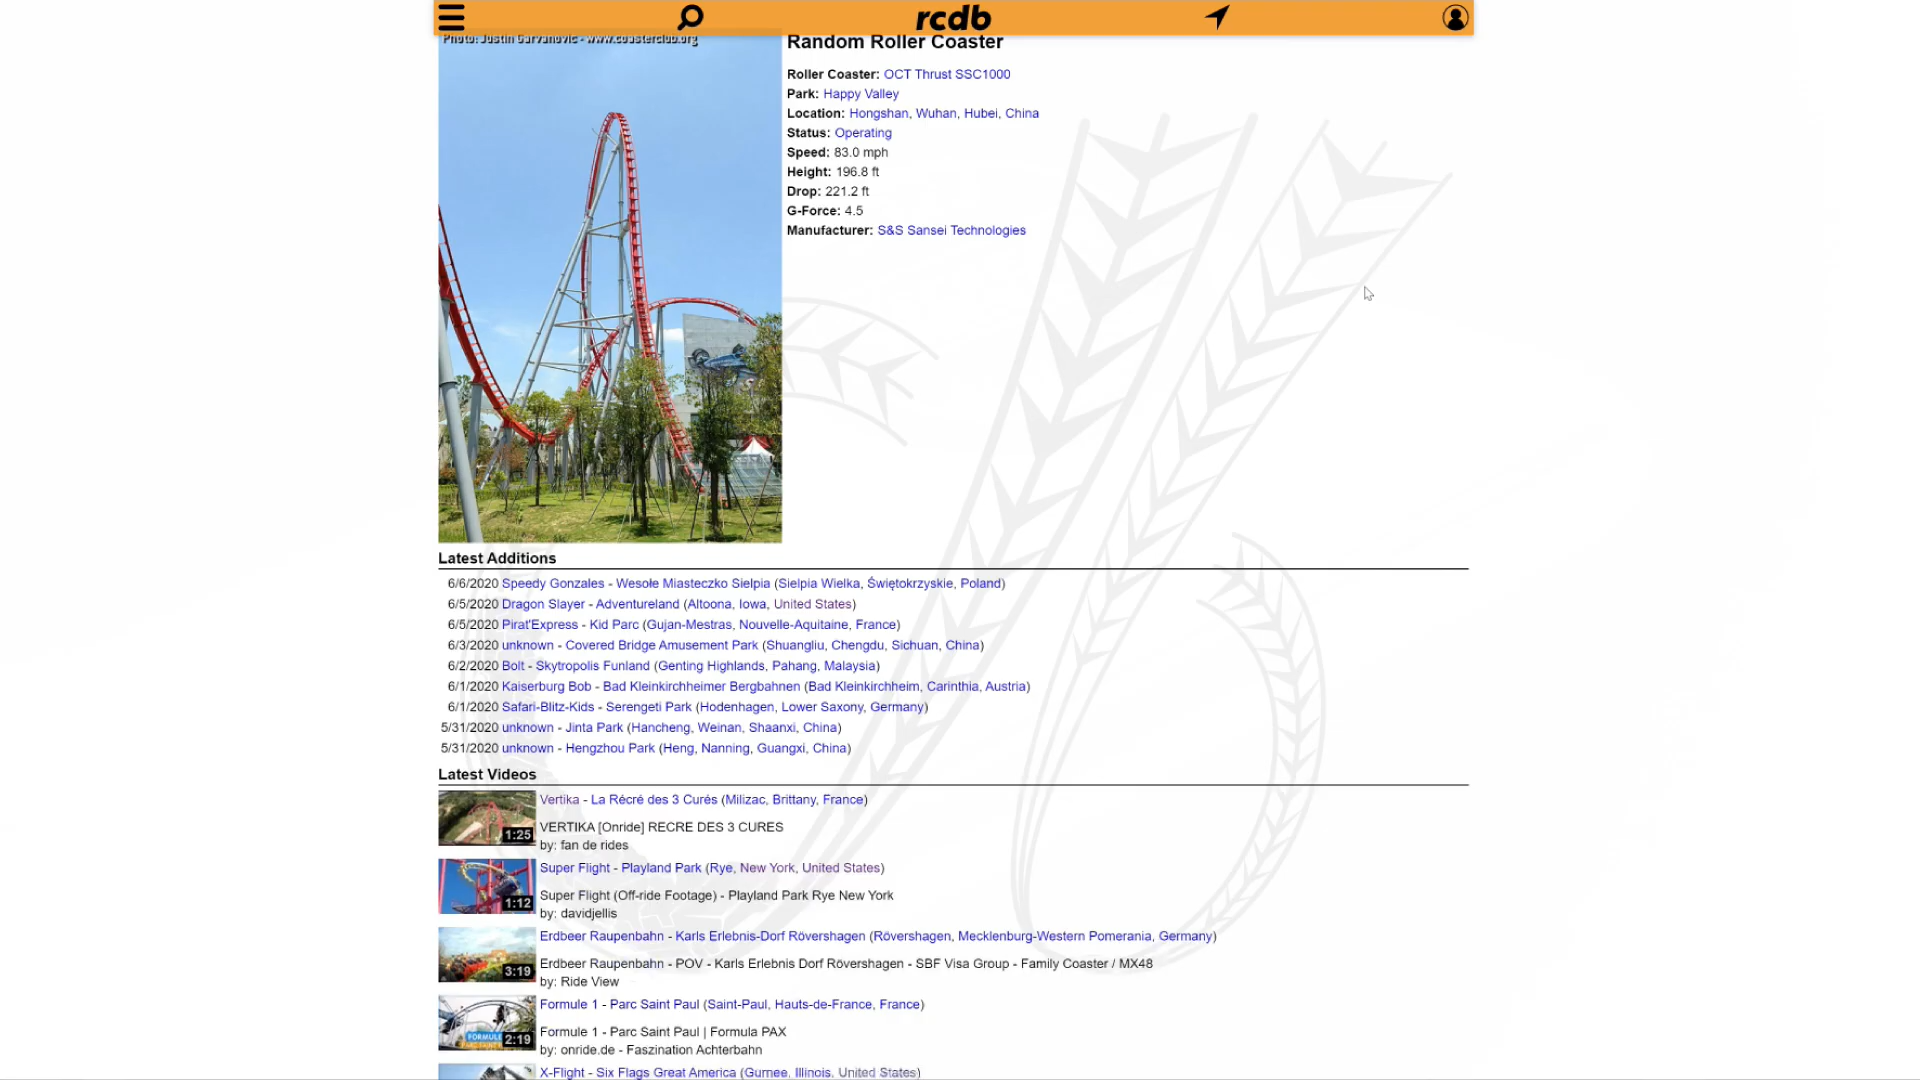 rcdb
Photo: Justin Garvanovic - www.coasterclub.org
Random Roller Coaster
Roller Coaster: OCT Thrust SSC1000
Park: Happy Valley
Location: Hongshan, Wuhan, Hubei, China
Status: Operating
Speed: 83.0 mph
Height: 196.8 ft
Drop: 221.2 ft
G-Force: 4.5
Manufacturer: S&S Sansei Technologies
Latest Additions
6/6/2020 Speedy Gonzales - Wesołe Miasteczko Sielpia (Sielpia Wielka, Świętokrzyskie, Poland)
6/5/2020 Dragon Slayer - Adventureland (Altoona, Iowa, United States)
6/5/2020 Pirat'Express - Kid Parc (Gujan-Mestras, Nouvelle-Aquitaine, France)
6/3/2020 unknown - Covered Bridge Amusement Park (Shuangliu, Chengdu, Sichuan, China)
6/2/2020 Bolt - Skytropolis Funland (Genting Highlands, Pahang, Malaysia)
6/1/2020 Kaiserburg Bob - Bad Kleinkirchheimer Bergbahnen (Bad Kleinkirchheim, Carinthia, Austria)
6/1/2020 Safari-Blitz-Kids - Serengeti Park (Hodenhagen, Lower Saxony, Germany)
5/31/2020 unknown - Jinta Park (Hancheng, Weinan, Shaanxi, China)
5/31/2020 unknown - Hengzhou Park (Heng, Nanning, Guangxi, China)
Latest Videos
Vertika - La Récré des 3 Curés (Milizac, Brittany, France)
VERTIKA [Onride] RECRE DES 3 CURES
1:25
by: fan de rides
Super Flight - Playland Park (Rye, New York, United States)
Super Flight (Off-ride Footage) - Playland Park Rye New York
1:12
by: davidjellis
Erdbeer Raupenbahn - Karls Erlebnis-Dorf Rövershagen (Rövershagen, Mecklenburg-Western Pomerania, Germany)
Erdbeer Raupenbahn - POV - Karls Erlebnis Dorf Rövershagen - SBF Visa Group - Family Coaster / MX48
3:19
by: Ride View
Formule 1 - Parc Saint Paul (Saint-Paul, Hauts-de-France, France)
Formule 1 - Parc Saint Paul | Formula PAX
FORMULE
2:19
by: onride.de - Faszination Achterbahn
X-Flight - Six Flags Great America (Gurnee, Illinois, United States)